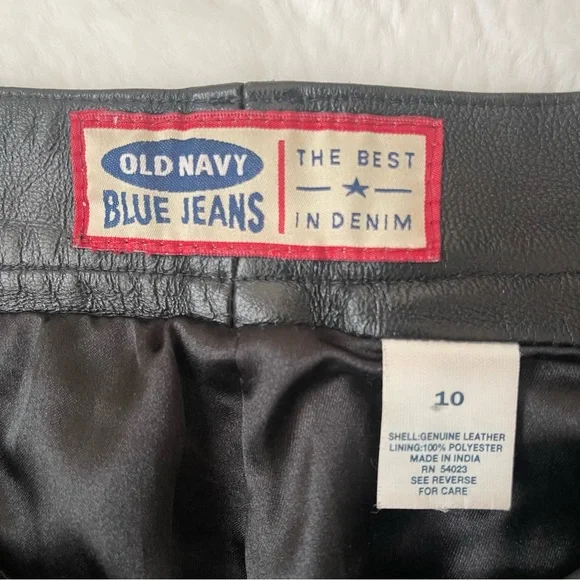 OLD NAVY
BLUE JEANS
THE BEST
IN DENIM
10
SHELL:GENUINE LEATHER
LINING:100% POLYESTER
MADE IN INDIA
RN 54023
SEE REVERSE
FOR CARE